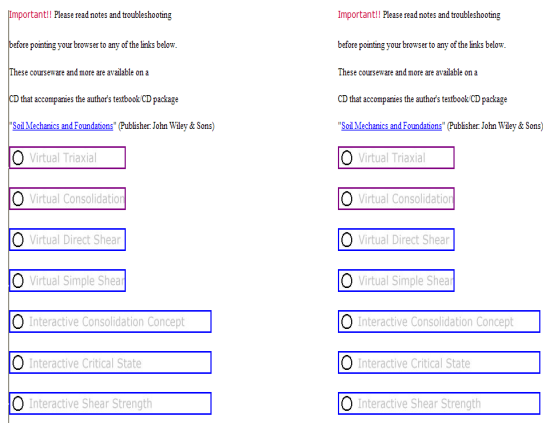 Important!! Please read notes and troubleshooting
before pointing your browser to any of the links below.
These courseware and more are available on a
CD that accompanies the author's textbook/CD package
"Soil Mechanics and Foundations" (Publisher: John Wiley & Sons)
Virtual Triaxial
Virtual Consolidation
Virtual Direct Shear
Virtual Simple Shear
Interactive Consolidation Concept
Interactive Critical State
Interactive Shear Strength
Important!! Please read notes and troubleshooting
before pointing your browser to any of the links below.
These courseware and more are available on a
CD that accompanies the author's textbook/CD package
"Soil Mechanics and Foundations" (Publisher: John Wiley & Sons)
Virtual Triaxial
Virtual Consolidation
Virtual Direct Shear
Virtual Simple Shear
Interactive Consolidation Concept
Interactive Critical State
Interactive Shear Strength